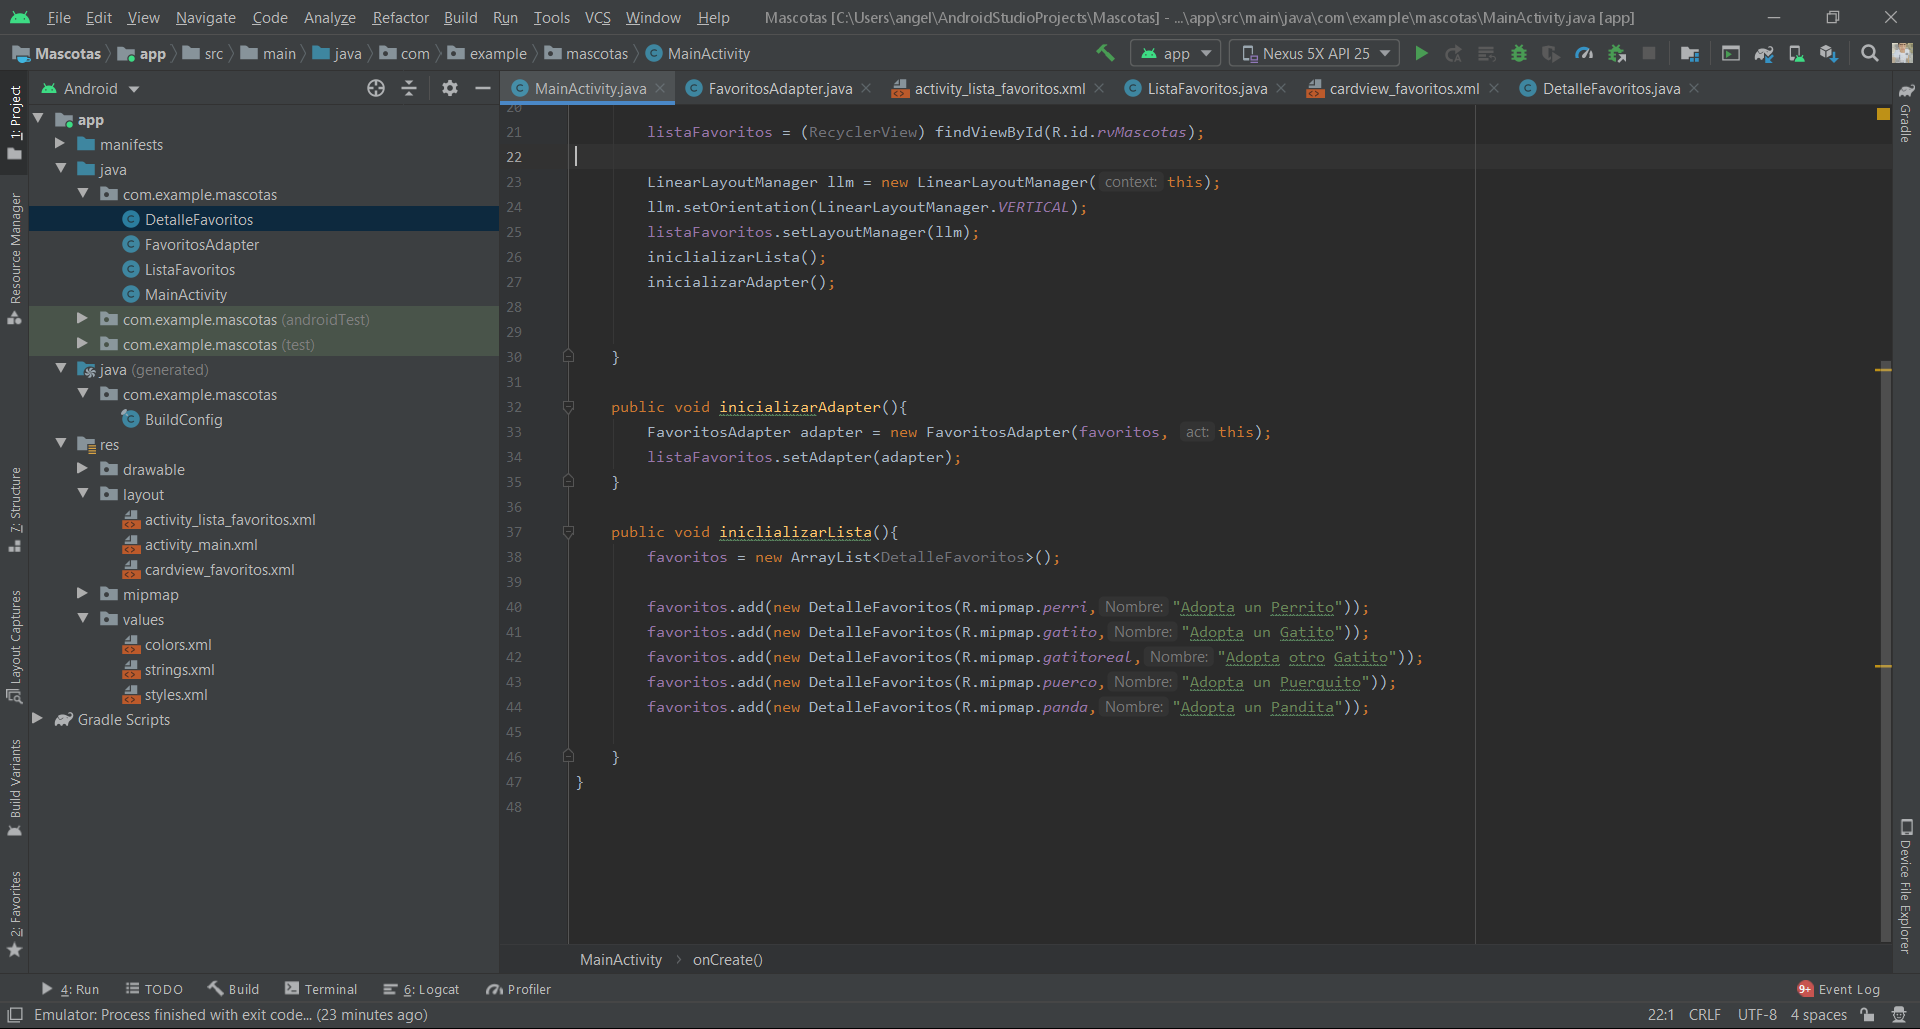 File Edit View Navigate Code Analyze Refactor Build Run Tools VCS Window Help Mascotas [C:\Users\angel\AndroidStudioProjects\Mascotas] - ...\app\src\main\java\com\example\mascotas\MainActivity.java [app]
Mascotas app src main java com example mascotas MainActivity app Nexus 5X API 25
Android
MainActivity.java FavoritosAdapter.java activity_lista_favoritos.xml ListaFavoritos.java cardview_favoritos.xml DetalleFavoritos.java
1: Project
Resource Manager
7: Structure
Layout Captures
Build Variants
2: Favorites
app
manifests
java
com.example.mascotas
DetalleFavoritos
FavoritosAdapter
ListaFavoritos
MainActivity
com.example.mascotas (androidTest)
com.example.mascotas (test)
java (generated)
com.example.mascotas
BuildConfig
res
drawable
layout
activity_lista_favoritos.xml
activity_main.xml
cardview_favoritos.xml
mipmap
values
colors.xml
strings.xml
styles.xml
Gradle Scripts
20
21 listaFavoritos = (RecyclerView) findViewById(R.id.rvMascotas);
22
23 LinearLayoutManager llm = new LinearLayoutManager( context: this);
24 llm.setOrientation(LinearLayoutManager.VERTICAL);
25 listaFavoritos.setLayoutManager(llm);
26 iniclializarLista();
27 inicializarAdapter();
28
29
30 }
31
32 public void inicializarAdapter(){
33 FavoritosAdapter adapter = new FavoritosAdapter(favoritos, act: this);
34 listaFavoritos.setAdapter(adapter);
35 }
36
37 public void iniclializarLista(){
38 favoritos = new ArrayList<DetalleFavoritos>();
39
40 favoritos.add(new DetalleFavoritos(R.mipmap.perri, Nombre: "Adopta un Perrito"));
41 favoritos.add(new DetalleFavoritos(R.mipmap.gatito, Nombre: "Adopta un Gatito"));
42 favoritos.add(new DetalleFavoritos(R.mipmap.gatitoreal, Nombre: "Adopta otro Gatito"));
43 favoritos.add(new DetalleFavoritos(R.mipmap.puerco, Nombre: "Adopta un Puerquito"));
44 favoritos.add(new DetalleFavoritos(R.mipmap.panda, Nombre: "Adopta un Pandita"));
45
46 }
47 }
48
Gradle
Device File Explorer
MainActivity onCreate()
4: Run TODO Build Terminal 6: Logcat Profiler 9+ Event Log
Emulator: Process finished with exit code... (23 minutes ago) 22:1 CRLF UTF-8 4 spaces